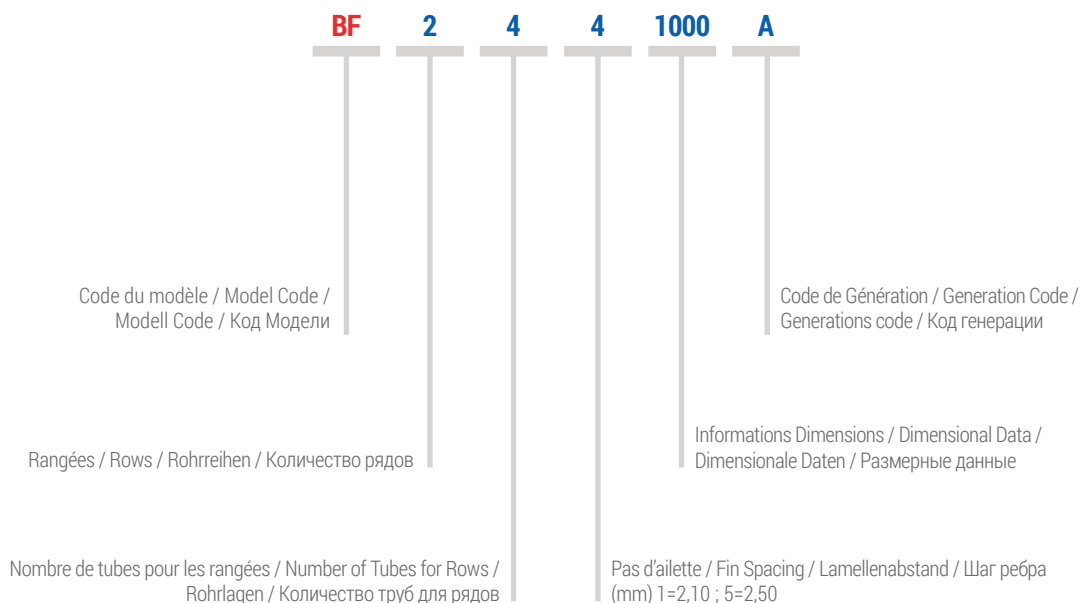 BF 2 4 4 1000 A
Code du modèle / Model Code /
Modell Code / Код Модели
Code de Génération / Generation Code /
Generations code / Код генерации
Rangées / Rows / Rohrreihen / Количество рядов
Informations Dimensions / Dimensional Data /
Dimensionale Daten / Размерные данные
Nombre de tubes pour les rangées / Number of Tubes for Rows /
Rohrlagen / Количество труб для рядов
Pas d'ailette / Fin Spacing / Lamellenabstand / Шаг ребра
(mm) 1=2,10 ; 5=2,50